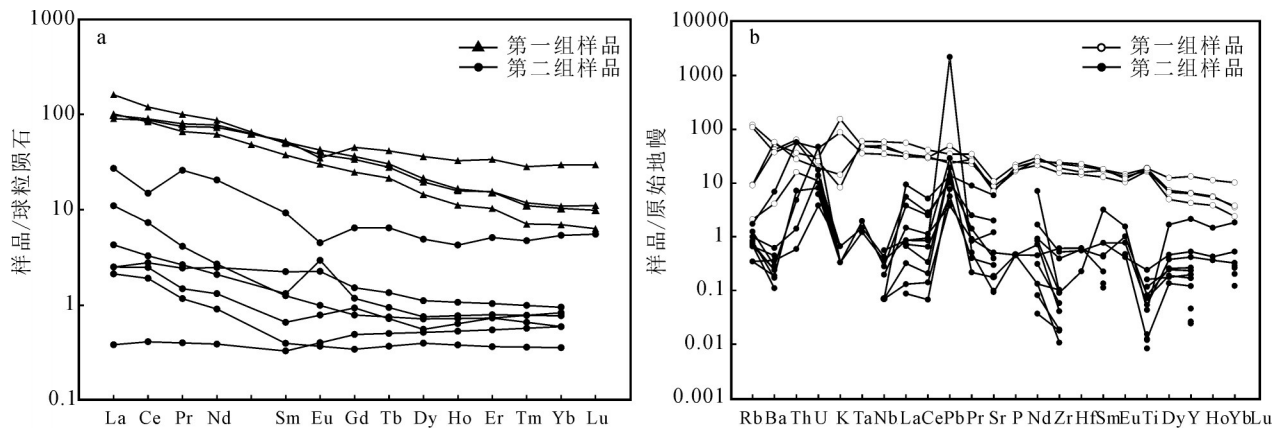 1000
100
10
1
0.1
样品/球粒陨石
a
第一组样品
第二组样品
La Ce Pr Nd Sm Eu Gd Tb Dy Ho Er Tm Yb Lu
10000
1000
100
10
1
0.1
0.01
0.001
样品/原始地幔
b
第一组样品
第二组样品
Rb Ba Th U K Ta Nb La Ce Pb Pr Sr P Nd Zr Hf Sm Eu Ti Dy Y Ho Yb Lu